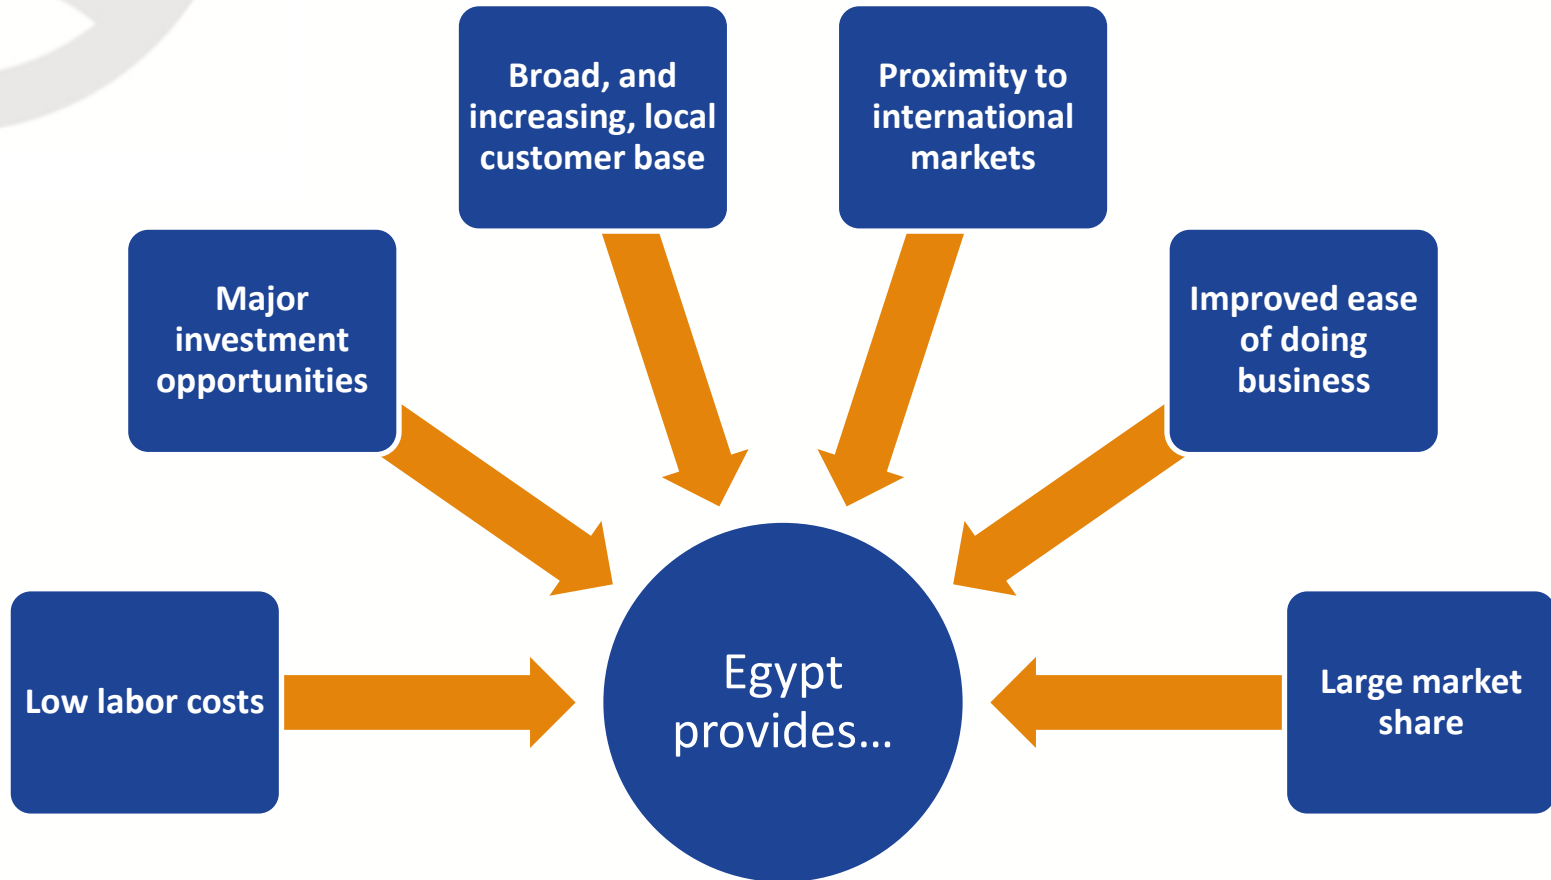 Broad, and
increasing, local
customer base
Proximity to
international
markets
Major
investment
opportunities
Improved ease
of doing
business
Low labor costs
Egypt
provides...
Large market
share